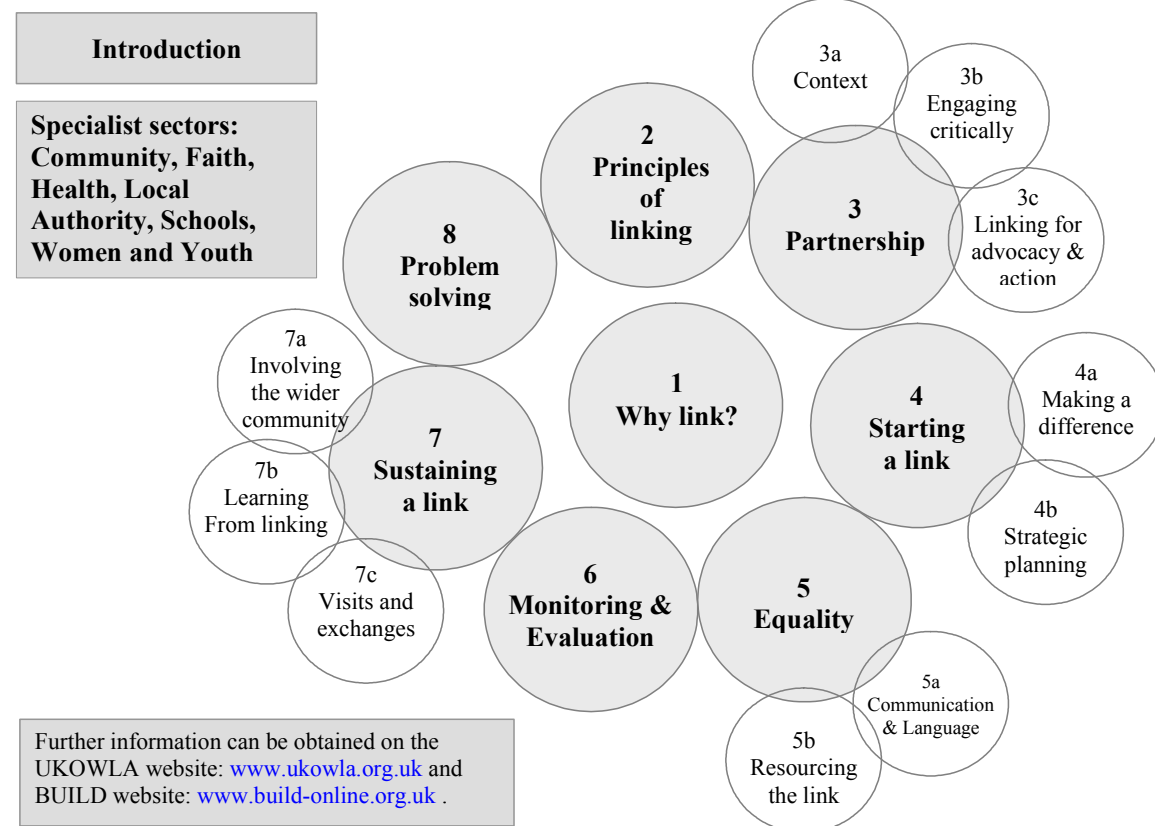 Introduction
Specialist sectors:
Community, Faith,
Health, Local
Authority, Schools,
Women and Youth
1
Why link?
2
Principles
of
linking
3
Partnership
3a
Context
3b
Engaging
critically
3c
Linking for
advocacy &
action
4
Starting
a link
4a
Making a
difference
4b
Strategic
planning
5
Equality
5a
Communication
& Language
5b
Resourcing
the link
6
Monitoring &
Evaluation
7
Sustaining
a link
7a
Involving
the wider
community
7b
Learning
From linking
7c
Visits and
exchanges
8
Problem
solving
Further information can be obtained on the
UKOWLA website: www.ukowla.org.uk and
BUILD website: www.build-online.org.uk .